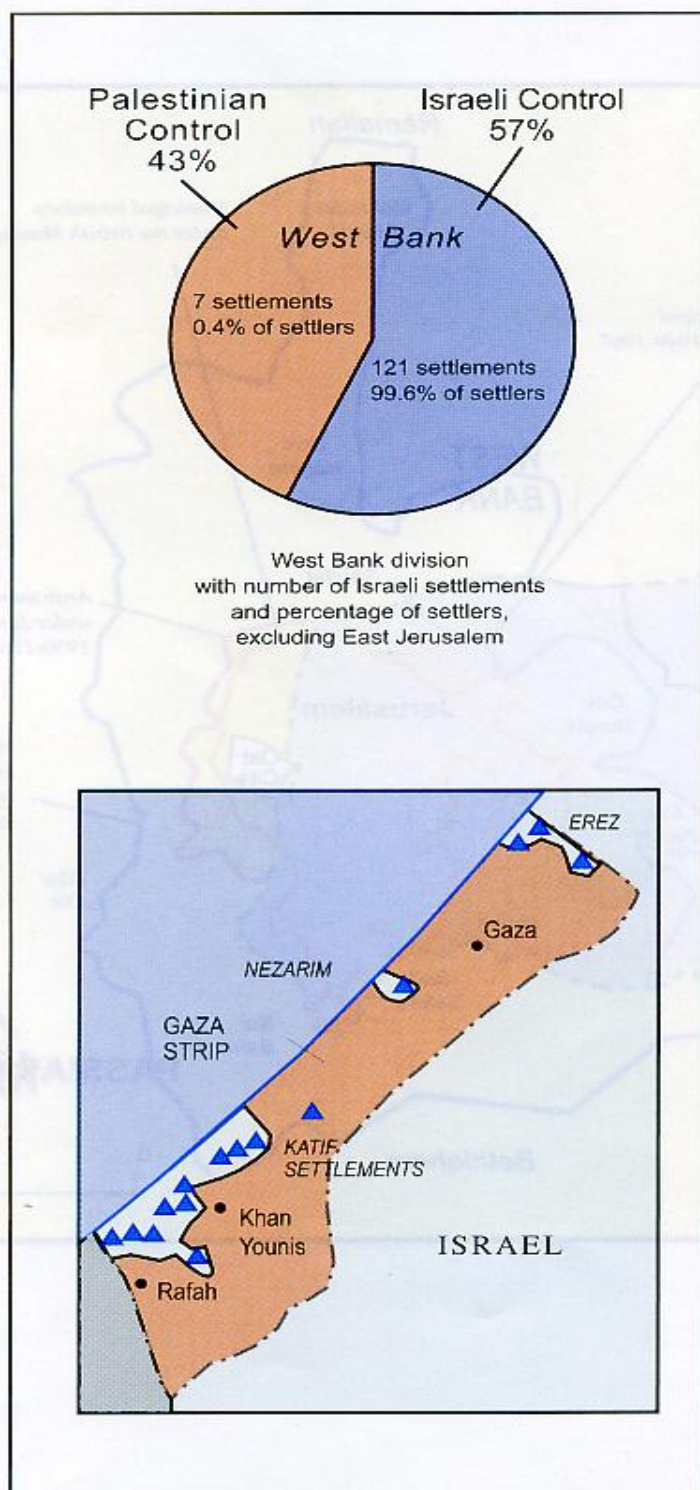 Palestinian
Control
43%
Israeli Control
57%
West Bank
7 settlements
0.4% of settlers
121 settlements
99.6% of settlers
West Bank division
with number of Israeli settlements
and percentage of settlers,
excluding East Jerusalem
EREZ
Gaza
NEZARIM
GAZA
STRIP
KATIF
SETTLEMENTS
Khan
Younis
ISRAEL
Rafah